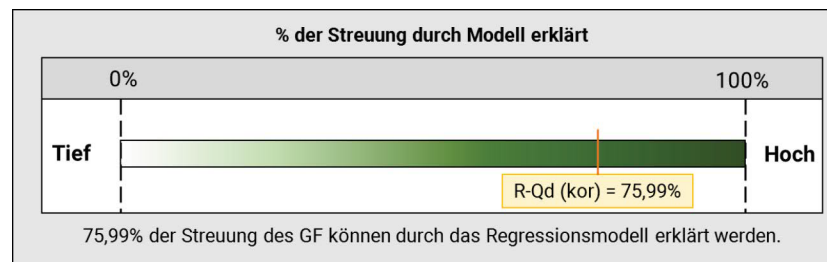 % der Streuung durch Modell erklärt
0% 100%
Tief Hoch
R-Qd (kor) = 75,99%
75,99% der Streuung des GF können durch das Regressionsmodell erklärt werden.